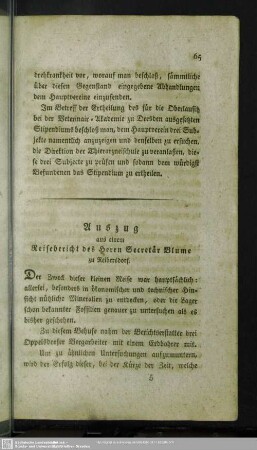 65
drehkrankheit vor, worauf man beschloß, sämmtliche
über diesen Gegenstand eingegebene Abhandlungen
dem Hauptvereine einzusenden.
Im Betreff der Ertheilung des für die Oberlausitz
bei der Veterinair-Akademie zu Dresden ausgesetzten
Stipendiums beschloß man, dem Hauptverein drei Sub-
jekte namentlich anzuzeigen und denselben zu ersuchen,
die Direktion der Thierarzneischule zu veranlassen, die-
se drei Subjecte zu prüfen und sodann dem würdigst
Befundenen das Stipendium zu ertheilen.
Auszug
aus einem
Reisebericht des Herrn Secretär Blume
zu Reibersdorf.
Der Zweck dieser kleinen Reise war hauptsächlich:
allerlei, besonders in ökonomischer und technischer Hin-
sicht nützliche Mineralien zu entdecken, oder die Lager
schon bekannter Fossilien genauer zu untersuchen als es
bisher geschehen.
Zu diesem Behufe nahm der Berichterstatter drei
Oppelsdorfer Bergarbeiter mit einem Erdbohrer mit.
Um zu ähnlichen Untersuchungen aufzumuntern,
wird der Erfolg dieser, bei der Kürze der Zeit, welche
5